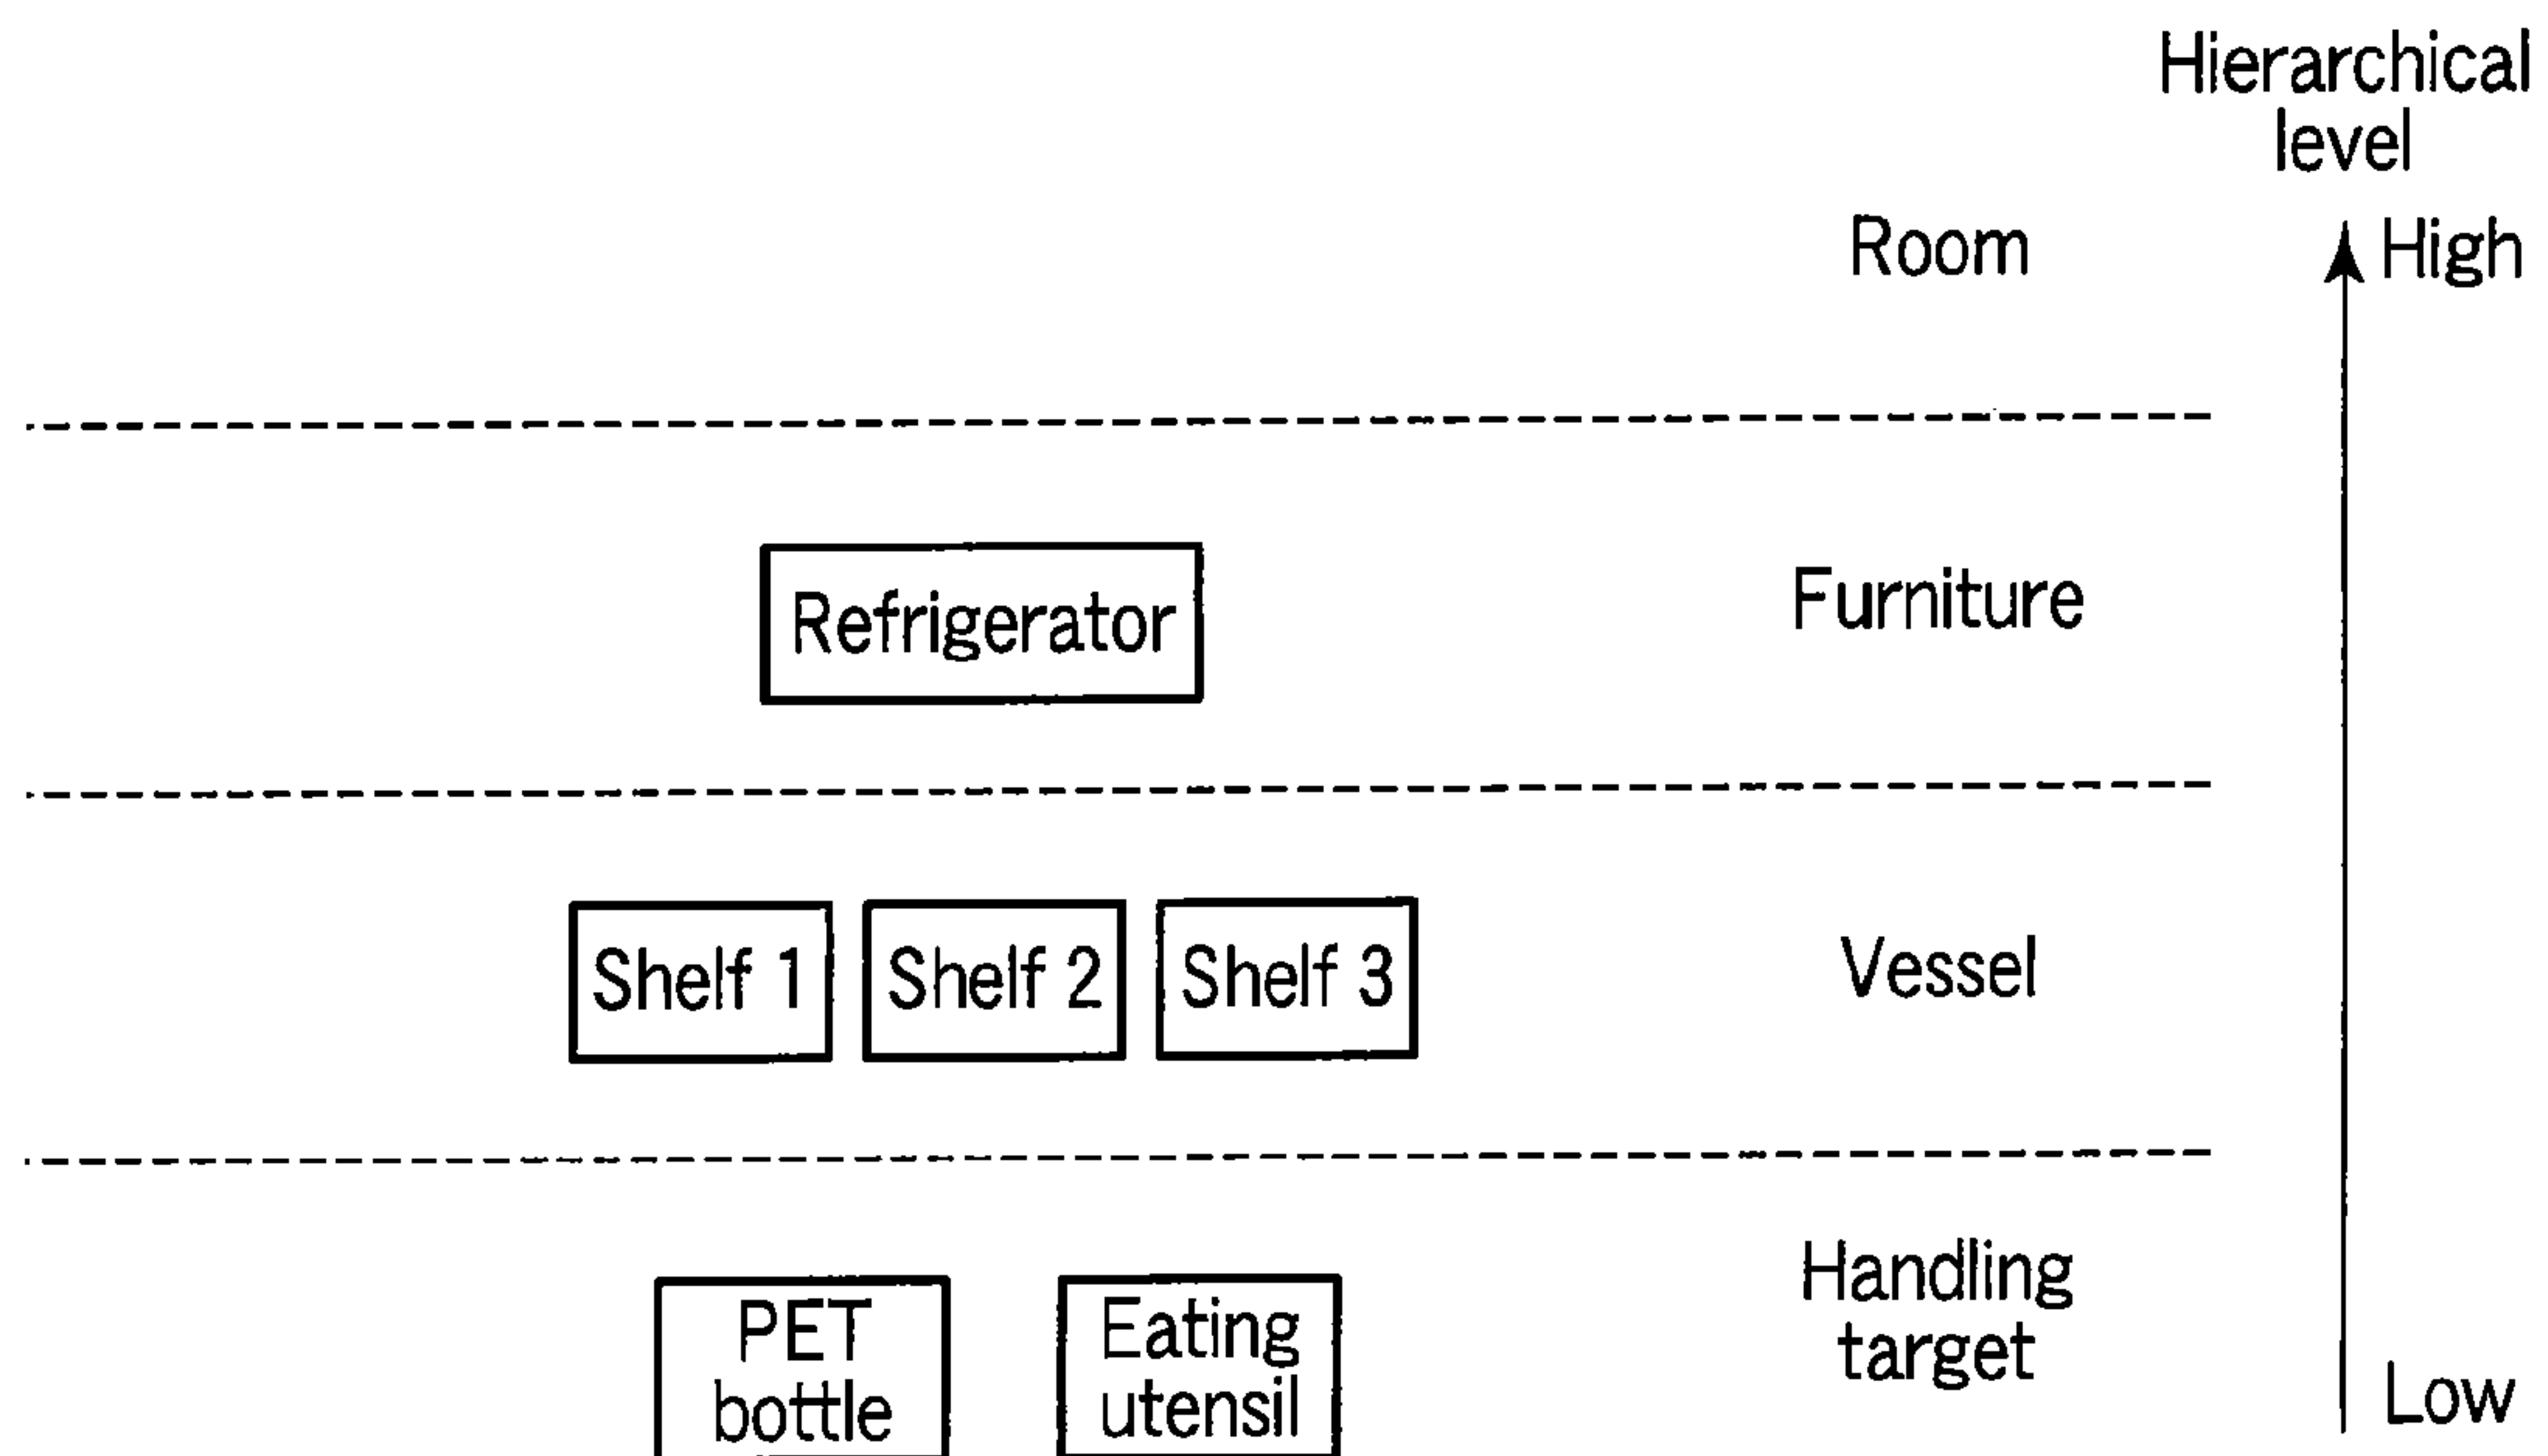 Hierarchical
level
Room
High
Refrigerator
Furniture
Shelf 1
Shelf 2
Shelf 3
Vessel
PET
bottle
Eating
utensil
Handling
target
Low